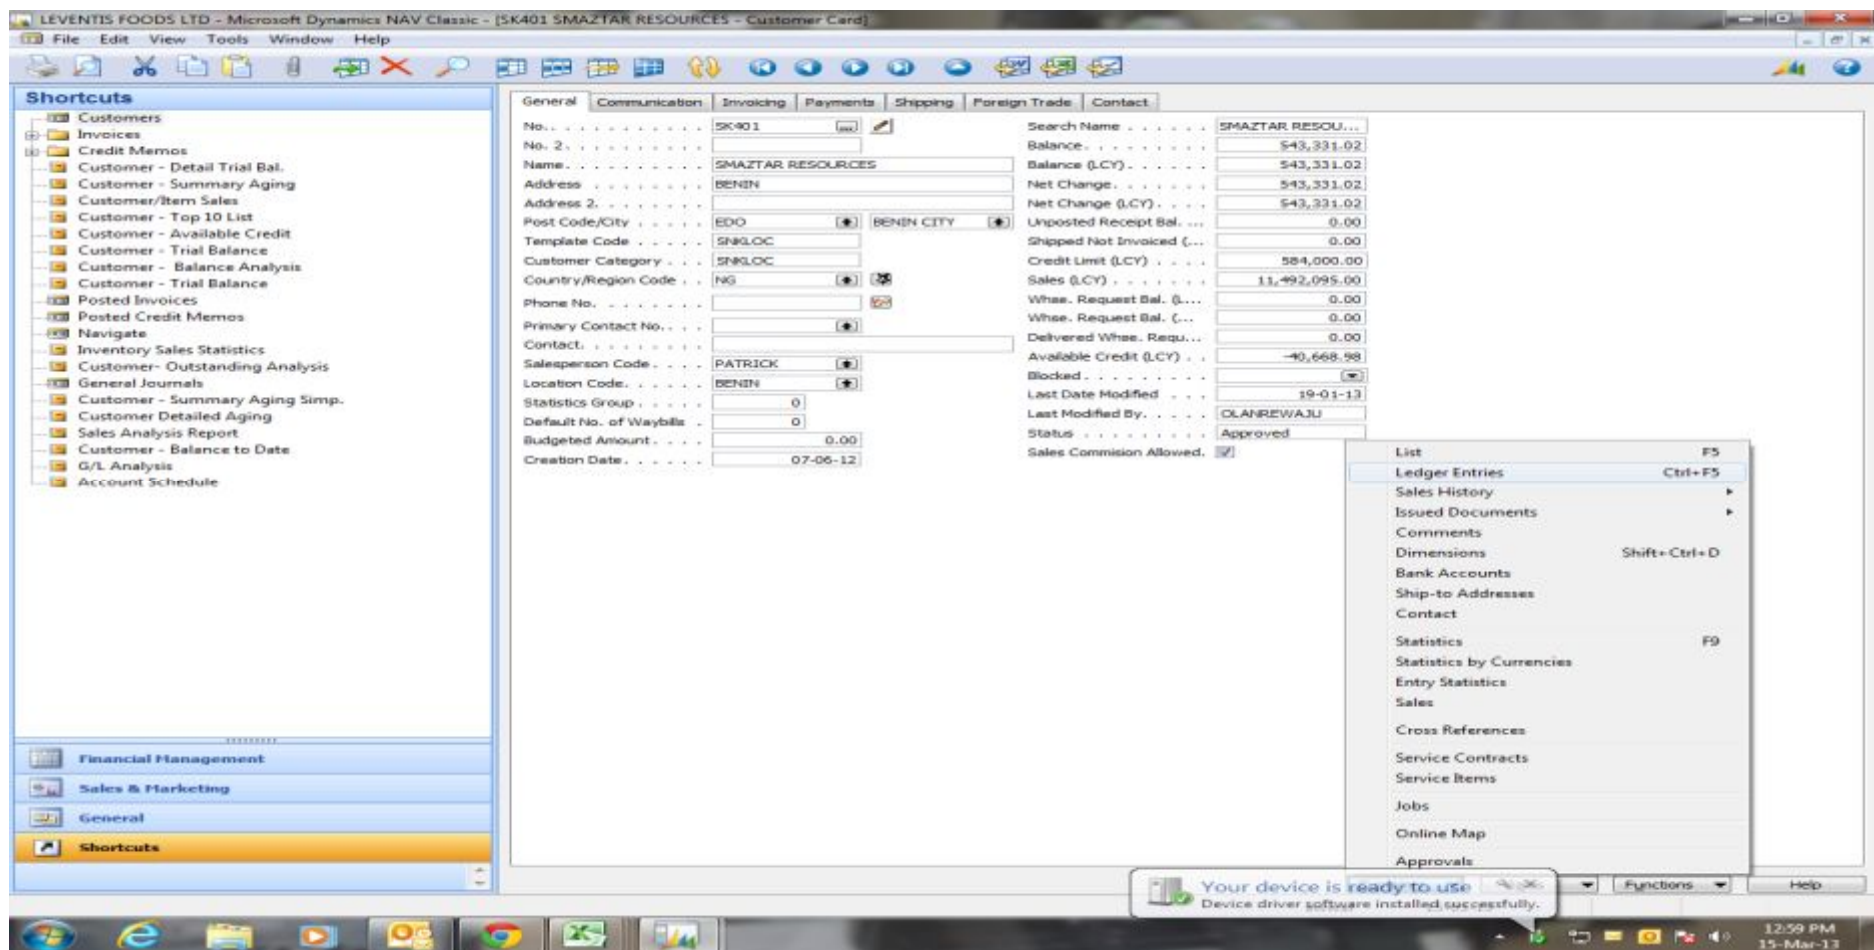 LEVENTIS FOODS LTD - Microsoft Dynamics NAV Classic - [SK401 SMAZTAR RESOURCES - Customer Card]
File Edit View Tools Window Help
Shortcuts
Customers
Invoices
Credit Memos
Customer - Detail Trial Bal.
Customer - Summary Aging
Customer/Item Sales
Customer - Top 10 List
Customer - Available Credit
Customer - Trial Balance
Customer - Balance Analysis
Customer - Trial Balance
Posted Invoices
Posted Credit Memos
Navigate
Inventory Sales Statistics
Customer- Outstanding Analysis
General Journals
Customer - Summary Aging Simp.
Customer Detailed Aging
Sales Analysis Report
Customer - Balance to Date
G/L Analysis
Account Schedule
Financial Management
Sales & Marketing
General
Shortcuts
General Communication Invoicing Payments Shipping Foreign Trade Contact
No. SK401
No. 2
Name SMAZTAR RESOURCES
Address BENIN
Address 2
Post Code/City EDO BENIN CITY
Template Code SNKLOC
Customer Category SNKLOC
Country/Region Code NG
Phone No.
Primary Contact No.
Contact
Salesperson Code PATRICK
Location Code BENIN
Statistics Group 0
Default No. of Waybills 0
Budgeted Amount 0.00
Creation Date 07-06-12
Search Name SMAZTAR RESOU...
Balance 543,331.02
Balance (LCY) 543,331.02
Net Change 543,331.02
Net Change (LCY) 543,331.02
Unposted Receipt Bal. ... 0.00
Shipped Not Invoiced (... 0.00
Credit Limit (LCY) 584,000.00
Sales (LCY) 11,492,095.00
Whse. Request Bal. (L... 0.00
Whse. Request Bal. (... 0.00
Delivered Whse. Requ... 0.00
Available Credit (LCY) -40,668.98
Blocked
Last Date Modified 19-01-13
Last Modified By OLANREWAJU
Status Approved
Sales Commision Allowed.
List F5
Ledger Entries Ctrl+F5
Sales History
Issued Documents
Comments
Dimensions Shift+Ctrl+D
Bank Accounts
Ship-to Addresses
Contact
Statistics F9
Statistics by Currencies
Entry Statistics
Sales
Cross References
Service Contracts
Service Items
Jobs
Online Map
Approvals
Functions Help
Your device is ready to use
Device driver software installed successfully.
12:59 PM
15-Mar-13